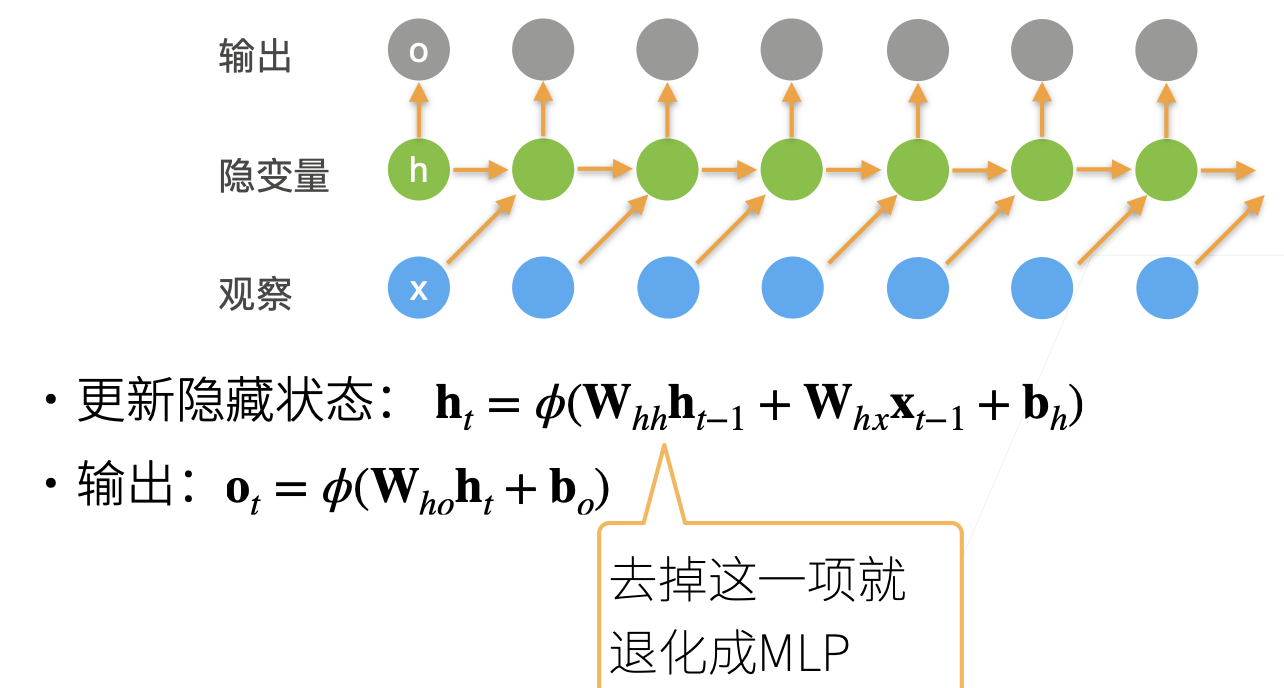 输出 o
隐变量 h
观察 x
• 更新隐藏状态： $\mathbf{h}_t = \phi(\mathbf{W}_{hh}\mathbf{h}_{t-1} + \mathbf{W}_{hx}\mathbf{x}_{t-1} + \mathbf{b}_h)$
• 输出：$\mathbf{o}_t = \phi(\mathbf{W}_{ho}\mathbf{h}_t + \mathbf{b}_o)$
去掉这一项就
退化成MLP